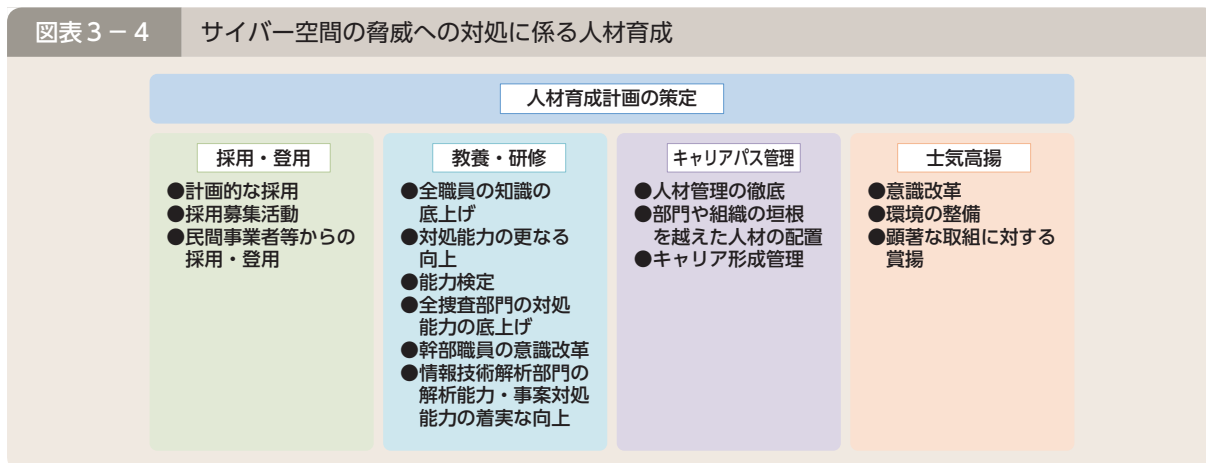 図表3－4
サイバー空間の脅威への対処に係る人材育成
人材育成計画の策定
採用・登用
●計画的な採用
●採用募集活動
●民間事業者等からの
採用・登用
教養・研修
●全職員の知識の
底上げ
●対処能力の更なる
向上
●能力検定
●全捜査部門の対処
能力の底上げ
●幹部職員の意識改革
●情報技術解析部門の
解析能力・事案対処
能力の着実な向上
キャリアパス管理
●人材管理の徹底
●部門や組織の垣根
を越えた人材の配置
●キャリア形成管理
士気高揚
●意識改革
●環境の整備
●顕著な取組に対する
賞揚